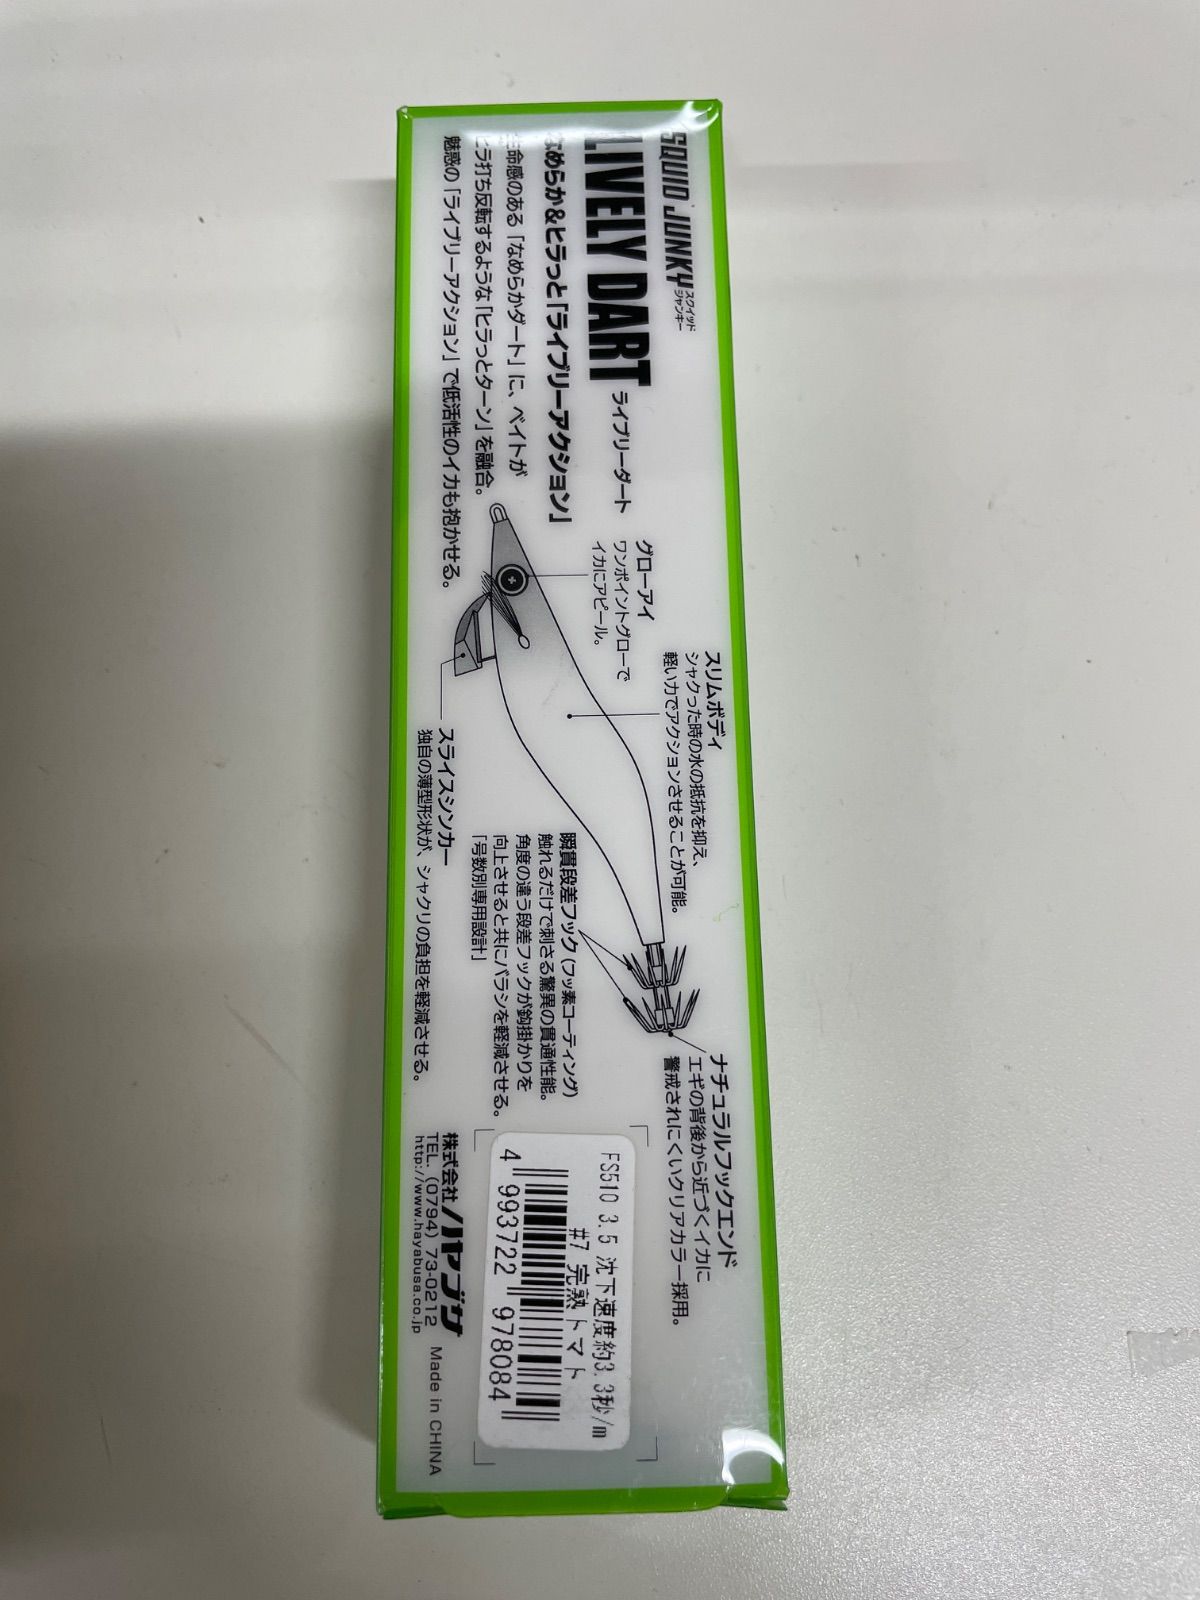 SQUID JUNKY
スクイッド
ジャンキー
LIVELY DART
ライブリーダート
なめらか&ヒラっと「ライブリーアクション」
生命感のある「なめらかダート」に、ベイトが
ヒラ打ち反転するような「ヒラっとターン」を融合。
魅惑の「ライブリーアクション」で低活性のイカも抱かせる。
グローアイ
ワンポイントグローで
イカにアピール。
スリムボディ
シャクった時の水の抵抗を抑え、
軽い力でアクションさせることが可能。
スライスシンカー
独自の薄型形状が、シャクリの負担を軽減させる。
瞬貫段差フック(フッ素コーティング)
触れるだけで刺さる驚異の貫通性能。
角度の違う段差フックが鈎掛かりを
向上させると共にバラシを軽減させる。
「号数別専用設計」
ナチュラルフックエンド
エギの背後から近づくイカに
警戒されにくいクリアカラー採用。
FS510 3.5 沈下速度約3.3秒/m
#7 完熟トマト
4 993722 978084
株式会社ハヤブサ
TEL. (0794) 73-0212
http://www.hayabusa.co.jp
Made in CHINA